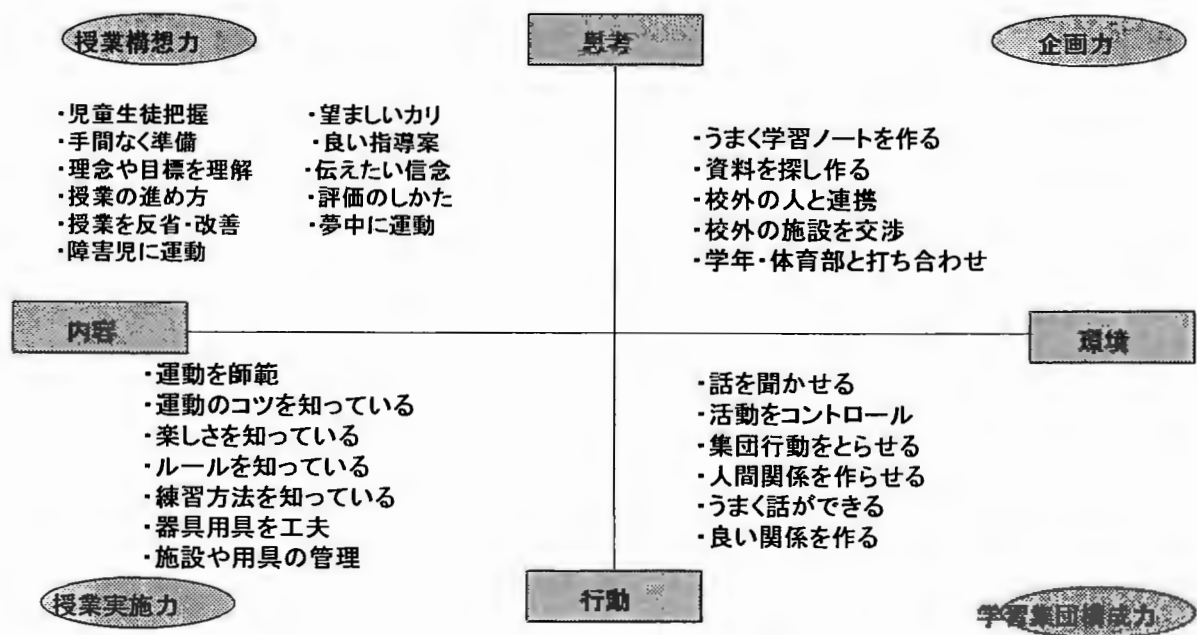 授業構想力
思考
企画力
・児童生徒把握
・手間なく準備
・理念や目標を理解
・授業の進め方
・授業を反省・改善
・障害児に運動
・望ましいカリ
・良い指導案
・伝えたい信念
・評価のしかた
・夢中に運動
・うまく学習ノートを作る
・資料を探し作る
・校外の人と連携
・校外の施設を交渉
・学年・体育部と打ち合わせ
内容
環境
・運動を師範
・運動のコツを知っている
・楽しさを知っている
・ルールを知っている
・練習方法を知っている
・器具用具を工夫
・施設や用具の管理
・話を聞かせる
・活動をコントロール
・集団行動をとらせる
・人間関係を作らせる
・うまく話ができる
・良い関係を作る
授業実施力
行動
学習集団構成力